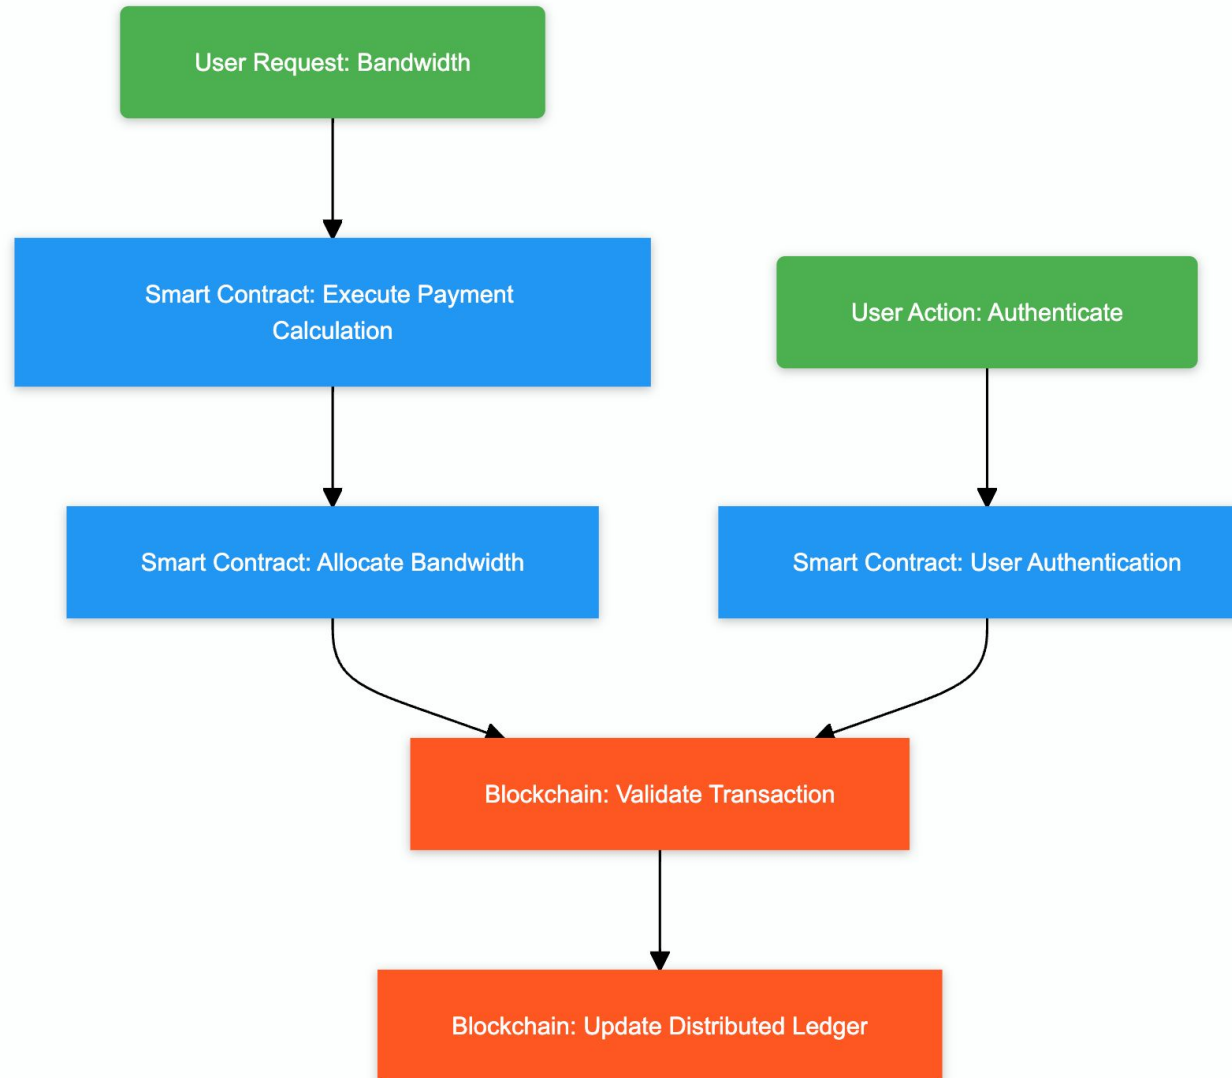 User Request: Bandwidth
Smart Contract: Execute Payment
Calculation
User Action: Authenticate
Smart Contract: Allocate Bandwidth
Smart Contract: User Authentication
Blockchain: Validate Transaction
Blockchain: Update Distributed Ledger